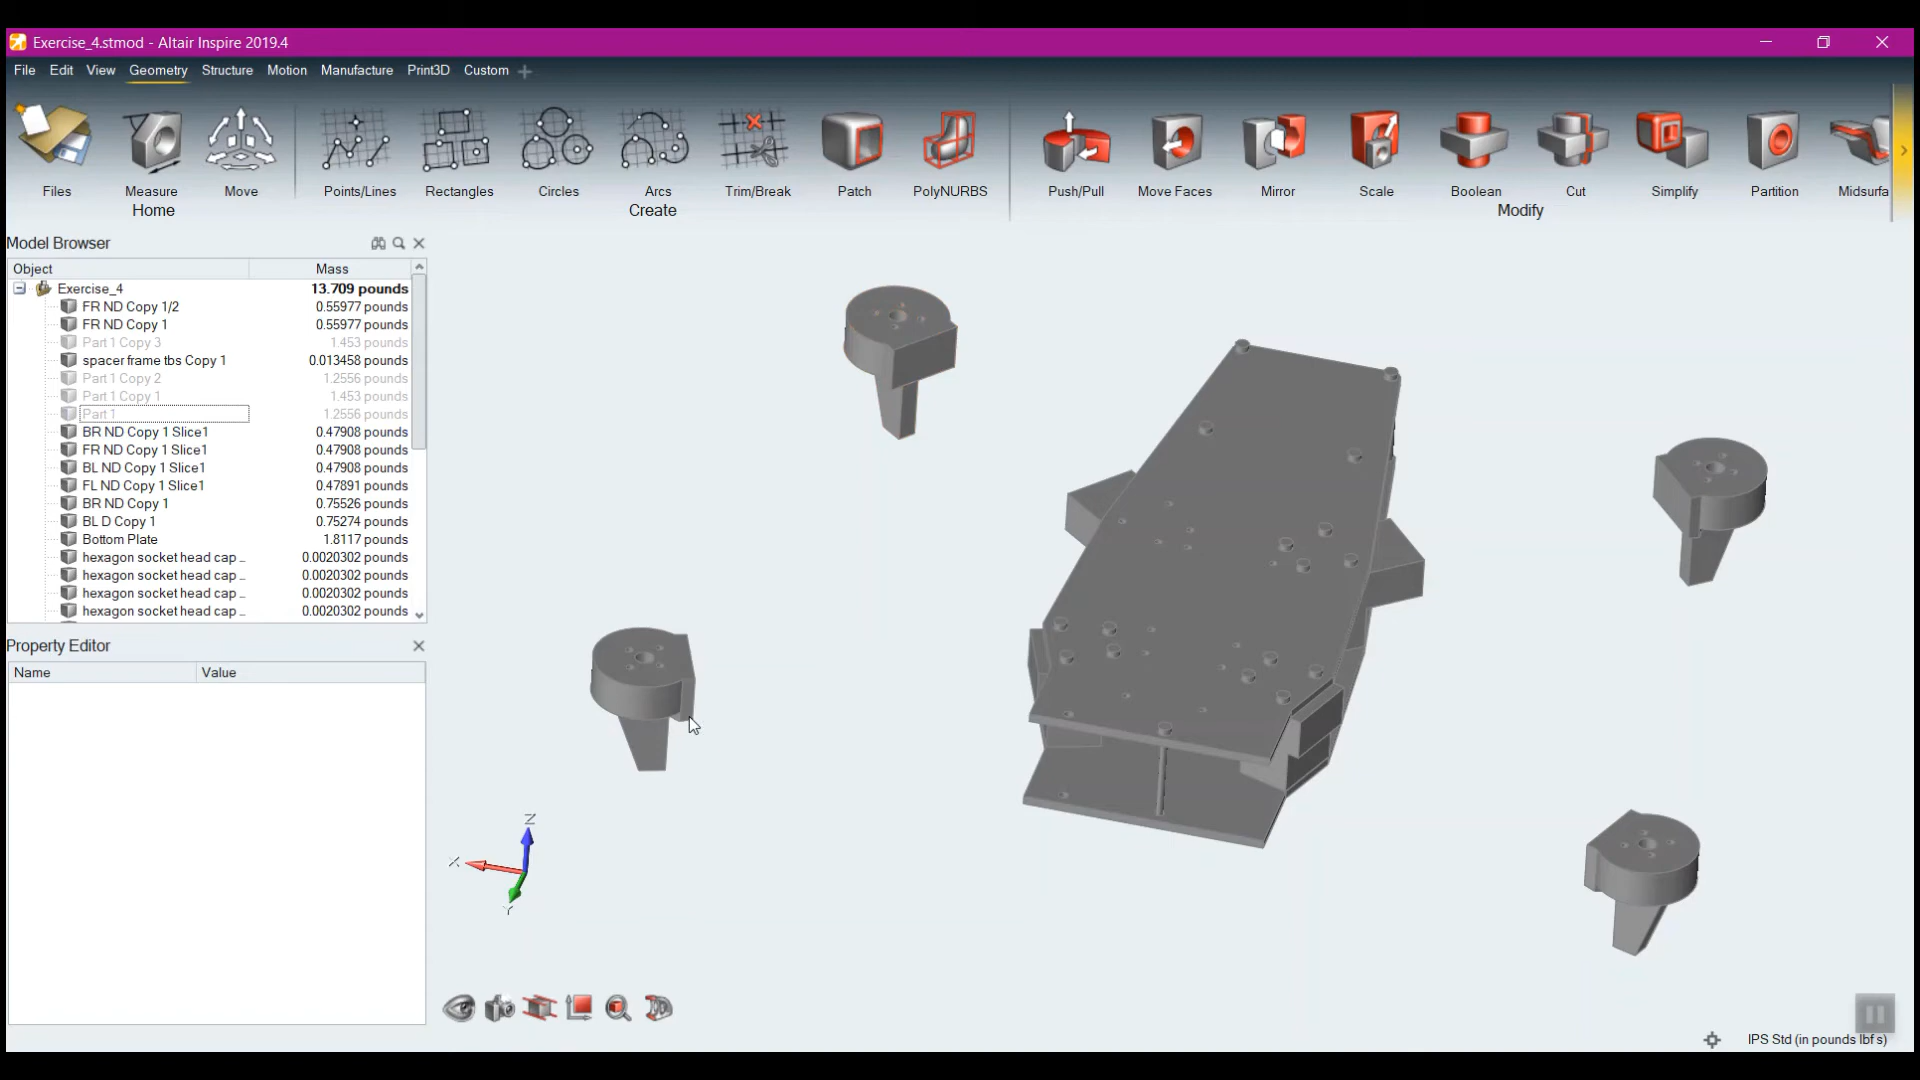 Exercise_4.stmod - Altair Inspire 2019.4
File Edit View Geometry Structure Motion Manufacture Print3D Custom
Files Measure Move Points/Lines Rectangles Circles Arcs Trim/Break Patch PolyNURBS Push/Pull Move Faces Mirror Scale Boolean Cut Simplify Partition Midsurfa
Home Create Modify
Model Browser
Object Mass
Exercise_4 13.709 pounds
FR ND Copy 1/2 0.55977 pounds
FR ND Copy 1 0.55977 pounds
Part 1 Copy 3 1.453 pounds
spacer frame tbs Copy 1 0.013458 pounds
Part 1 Copy 2 1.2556 pounds
Part 1 Copy 1 1.453 pounds
Part 1 1.2556 pounds
BR ND Copy 1 Slice1 0.47908 pounds
FR ND Copy 1 Slice1 0.47908 pounds
BL ND Copy 1 Slice1 0.47908 pounds
FL ND Copy 1 Slice1 0.47891 pounds
BR ND Copy 1 0.75526 pounds
BL D Copy 1 0.75274 pounds
Bottom Plate 1.8117 pounds
hexagon socket head cap ... 0.0020302 pounds
hexagon socket head cap ... 0.0020302 pounds
hexagon socket head cap ... 0.0020302 pounds
hexagon socket head cap ... 0.0020302 pounds
Property Editor
Name Value
Z
X
Y
IPS Std (in pounds lbf s)